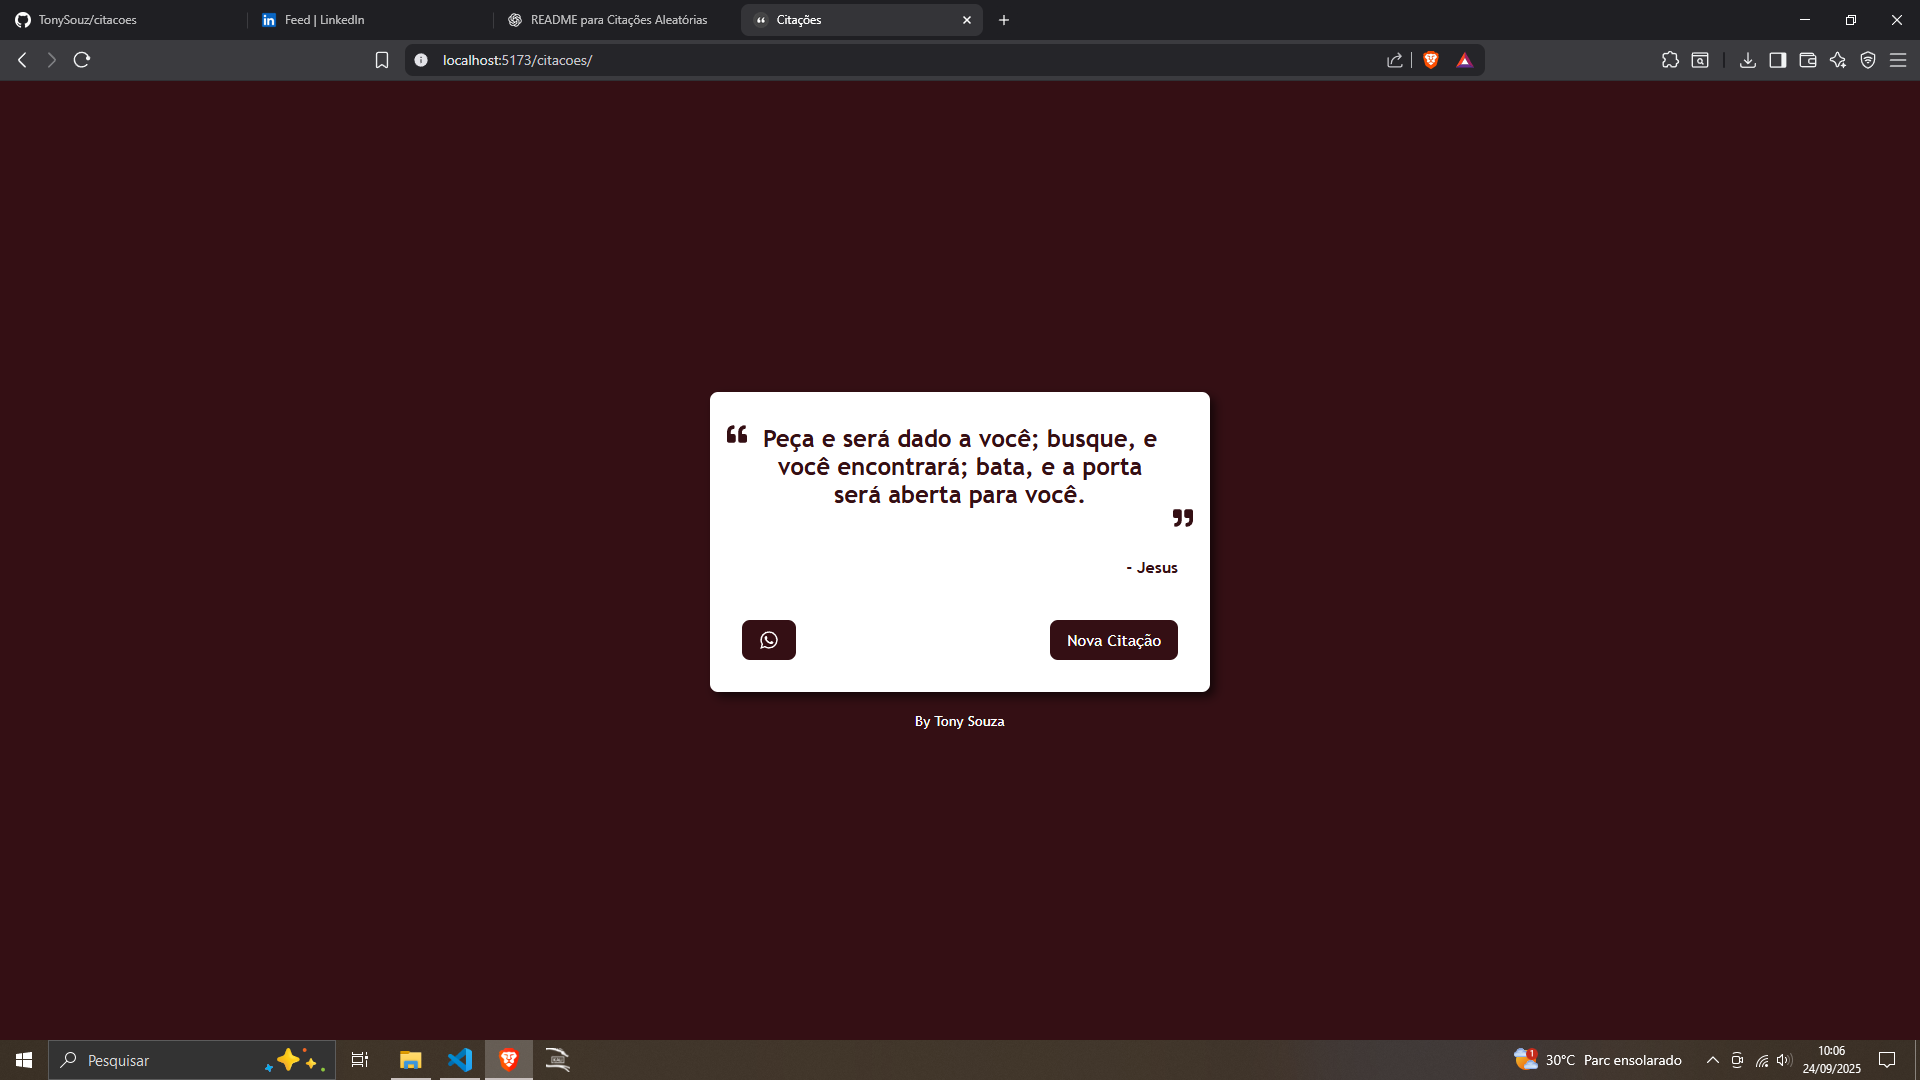 TonySouz/citacoes
Feed | LinkedIn
README para Citações Aleatórias
Citações
localhost:5173/citacoes/
“ Peça e será dado a você; busque, e
você encontrará; bata, e a porta
será aberta para você.
”
- Jesus
Nova Citação
By Tony Souza
Pesquisar
1
30°C Parc ensolarado
10:06
24/09/2025